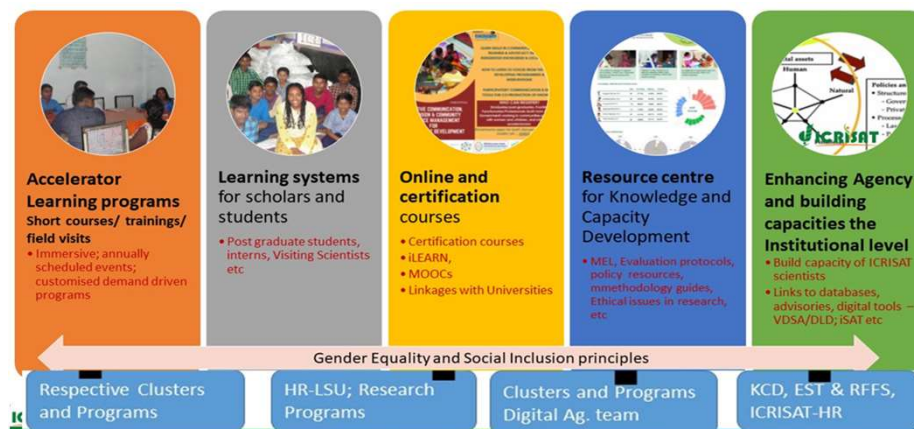 Accelerator
Learning programs
Short courses/ trainings/
field visits
• Immersive; annually
scheduled events;
customised demand driven
programs
Learning systems
for scholars and
students
• Post graduate students,
interns, Visiting Scientists
etc
Online and
certification
courses
• Certification courses
• iLEARN,
• MOOCs
• Linkages with Universities
Resource centre
for Knowledge and
Capacity
Development
• MEL, Evaluation protocols,
policy resources,
mmethodology guides,
Ethical issues in research,
etc
Human
Natural
Policies
• Structure
ICRISAT
Enhancing Agency
and building
capacities the
Institutional level
• Build capacity of ICRISAT
scientists
• Links to databases,
advisories, digital tools –
VDSA/DLD; iSAT etc
Gender Equality and Social Inclusion principles
Respective Clusters
and Programs
HR-LSU; Research
Programs
Clusters and Programs
Digital Ag. team
KCD, EST & RFFS,
ICRISAT-HR